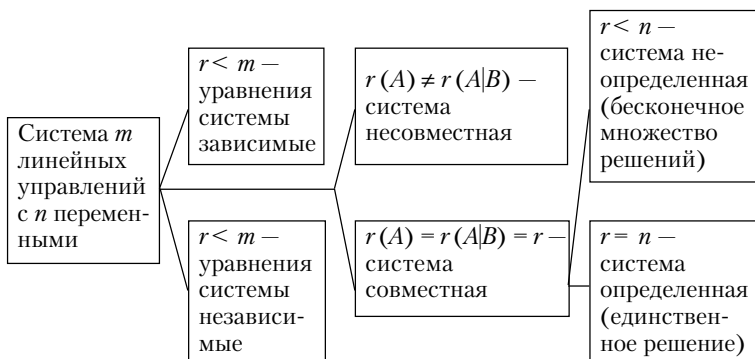 Система m
линейных
управлений
с n перемен-
ными
r < m —
уравнения
системы
зависимые
r < m —
уравнения
системы
независи-
мые
r (A) ≠ r (A|B) —
система
несовместная
r (A) = r (A|B) = r —
система
совместная
r < n —
система не-
определенная
(бесконечное
множество
решений)
r = n —
система
определенная
(единствен-
ное решение)